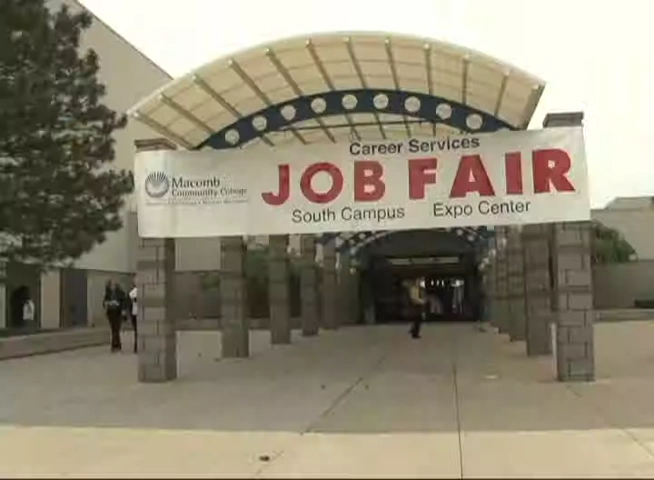 Career Services
Macomb
Community College
JOB FAIR
South Campus Expo Center